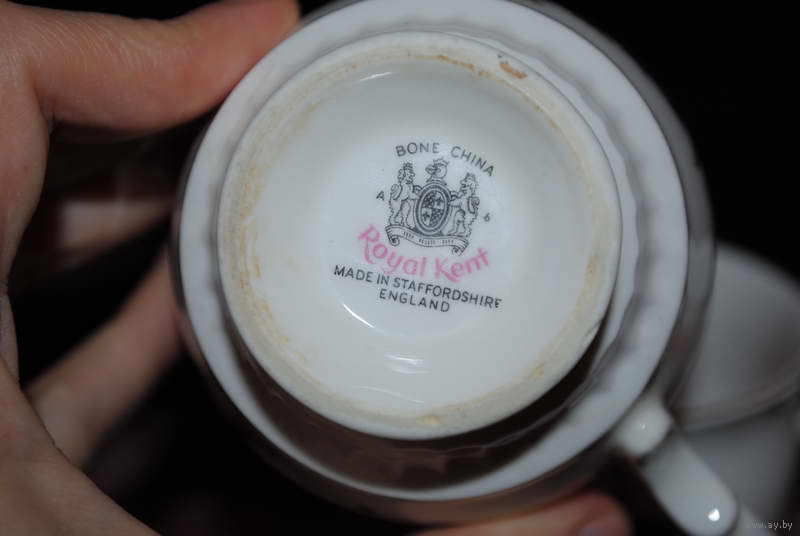 BONE CHINA
A 6
Royal Kent
MADE IN STAFFORDSHIRE
ENGLAND
www.ay.by